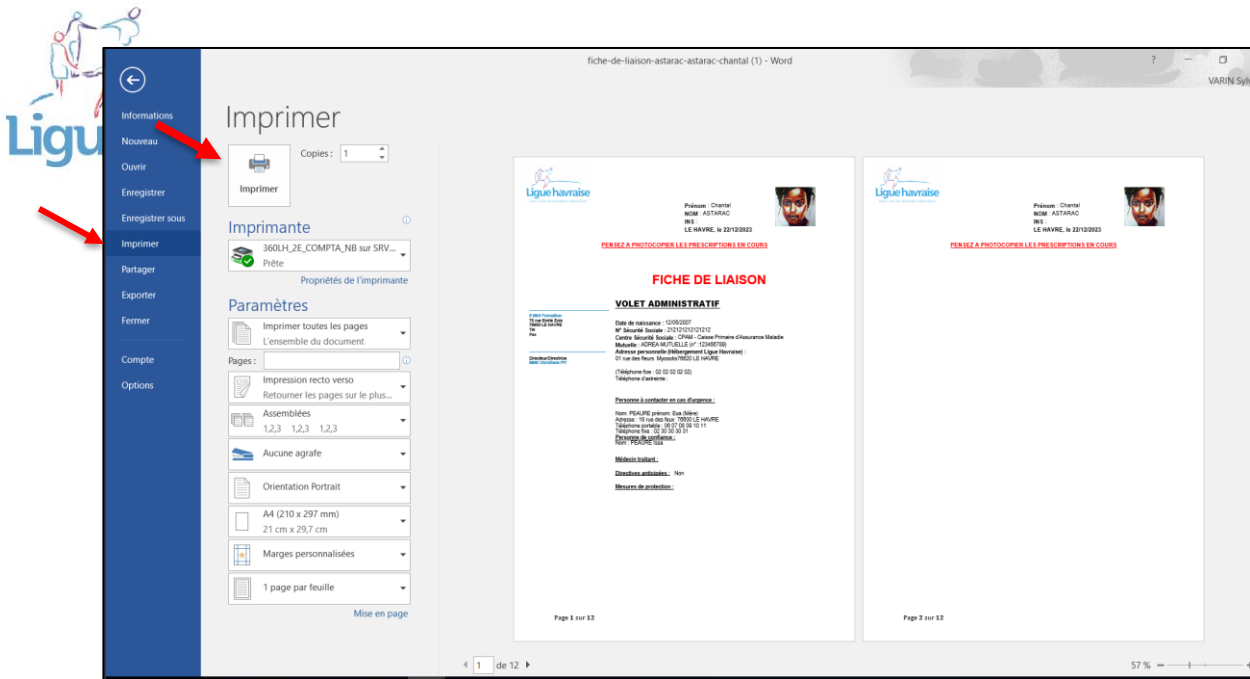 Ligu
fiche-de-liaison-astarac-astarac-chantal (1) - Word
?
VARIN Sylv
Informations
Nouveau
Ouvrir
Enregistrer
Enregistrer sous
Imprimer
Partager
Exporter
Fermer
Compte
Options
Imprimer
Copies : 1
Imprimer
Imprimante
360LH_2E_COMPTA_NB sur SRV...
Prête
Propriétés de l'imprimante
Paramètres
Imprimer toutes les pages
L'ensemble du document
Pages :
Impression recto verso
Retourner les pages sur le plus...
Assemblées
1,2,3 1,2,3 1,2,3
Aucune agrafe
Orientation Portrait
A4 (210 x 297 mm)
21 cm x 29,7 cm
Marges personnalisées
1 page par feuille
Mise en page
Ligue havraise
Prénom : Chantal
NOM : ASTARAC
INS :
LE HAVRE, le 22/12/2023
PENSEZ A PHOTOCOPIER LES PRESCRIPTIONS EN COURS
FICHE DE LIAISON
VOLET ADMINISTRATIF
76600 LE HAVRE
Tél
Fax
Directeur/Directrice
Date de naissance : 12/05/2007
N° Sécurité Sociale : 212121212121212
Centre Sécurité Sociale : CPAM - Caisse Primaire d'Assurance Maladie
Mutuelle : ADREA MUTUELLE (n° :123456789)
Adresse personnelle (Hébergement Ligue Havraise) :
01 rue des fleurs Myosota76620 LE HAVRE
(Téléphone fixe : 02 02 02 02 02)
Téléphone d'astreinte :
Personne à contacter en cas d'urgence :
Nom: PEAURE prénom: Eva (Mère)
Adresse : 15 rue des feux 76600 LE HAVRE
Téléphone portable : 06 07 08 09 10 11
Téléphone fixe : 02 30 30 30 31
Personne de confiance :
Nom : PEAURE Issa
Médecin traitant :
Directives anticipées : Non
Mesures de protection :
Page 1 sur 12
Ligue havraise
Prénom : Chantal
NOM : ASTARAC
INS :
LE HAVRE, le 22/12/2023
PENSEZ A PHOTOCOPIER LES PRESCRIPTIONS EN COURS
Page 2 sur 12
1 de 12
57 %